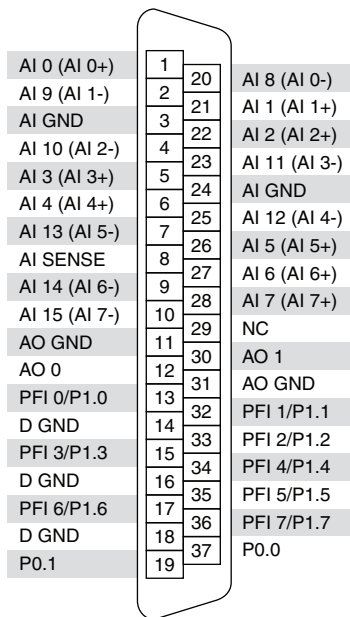 AI 0 (AI 0+) 1
20 AI 8 (AI 0-)
AI 9 (AI 1-) 2
21 AI 1 (AI 1+)
AI GND 3
22 AI 2 (AI 2+)
AI 10 (AI 2-) 4
23 AI 11 (AI 3-)
AI 3 (AI 3+) 5
24 AI GND
AI 4 (AI 4+) 6
25 AI 12 (AI 4-)
AI 13 (AI 5-) 7
26 AI 5 (AI 5+)
AI SENSE 8
27 AI 6 (AI 6+)
AI 14 (AI 6-) 9
28 AI 7 (AI 7+)
AI 15 (AI 7-) 10
29 NC
AO GND 11
30 AO 1
AO 0 12
31 AO GND
PFI 0/P1.0 13
32 PFI 1/P1.1
D GND 14
33 PFI 2/P1.2
PFI 3/P1.3 15
34 PFI 4/P1.4
D GND 16
35 PFI 5/P1.5
PFI 6/P1.6 17
36 PFI 7/P1.7
D GND 18
37 P0.0
P0.1 19